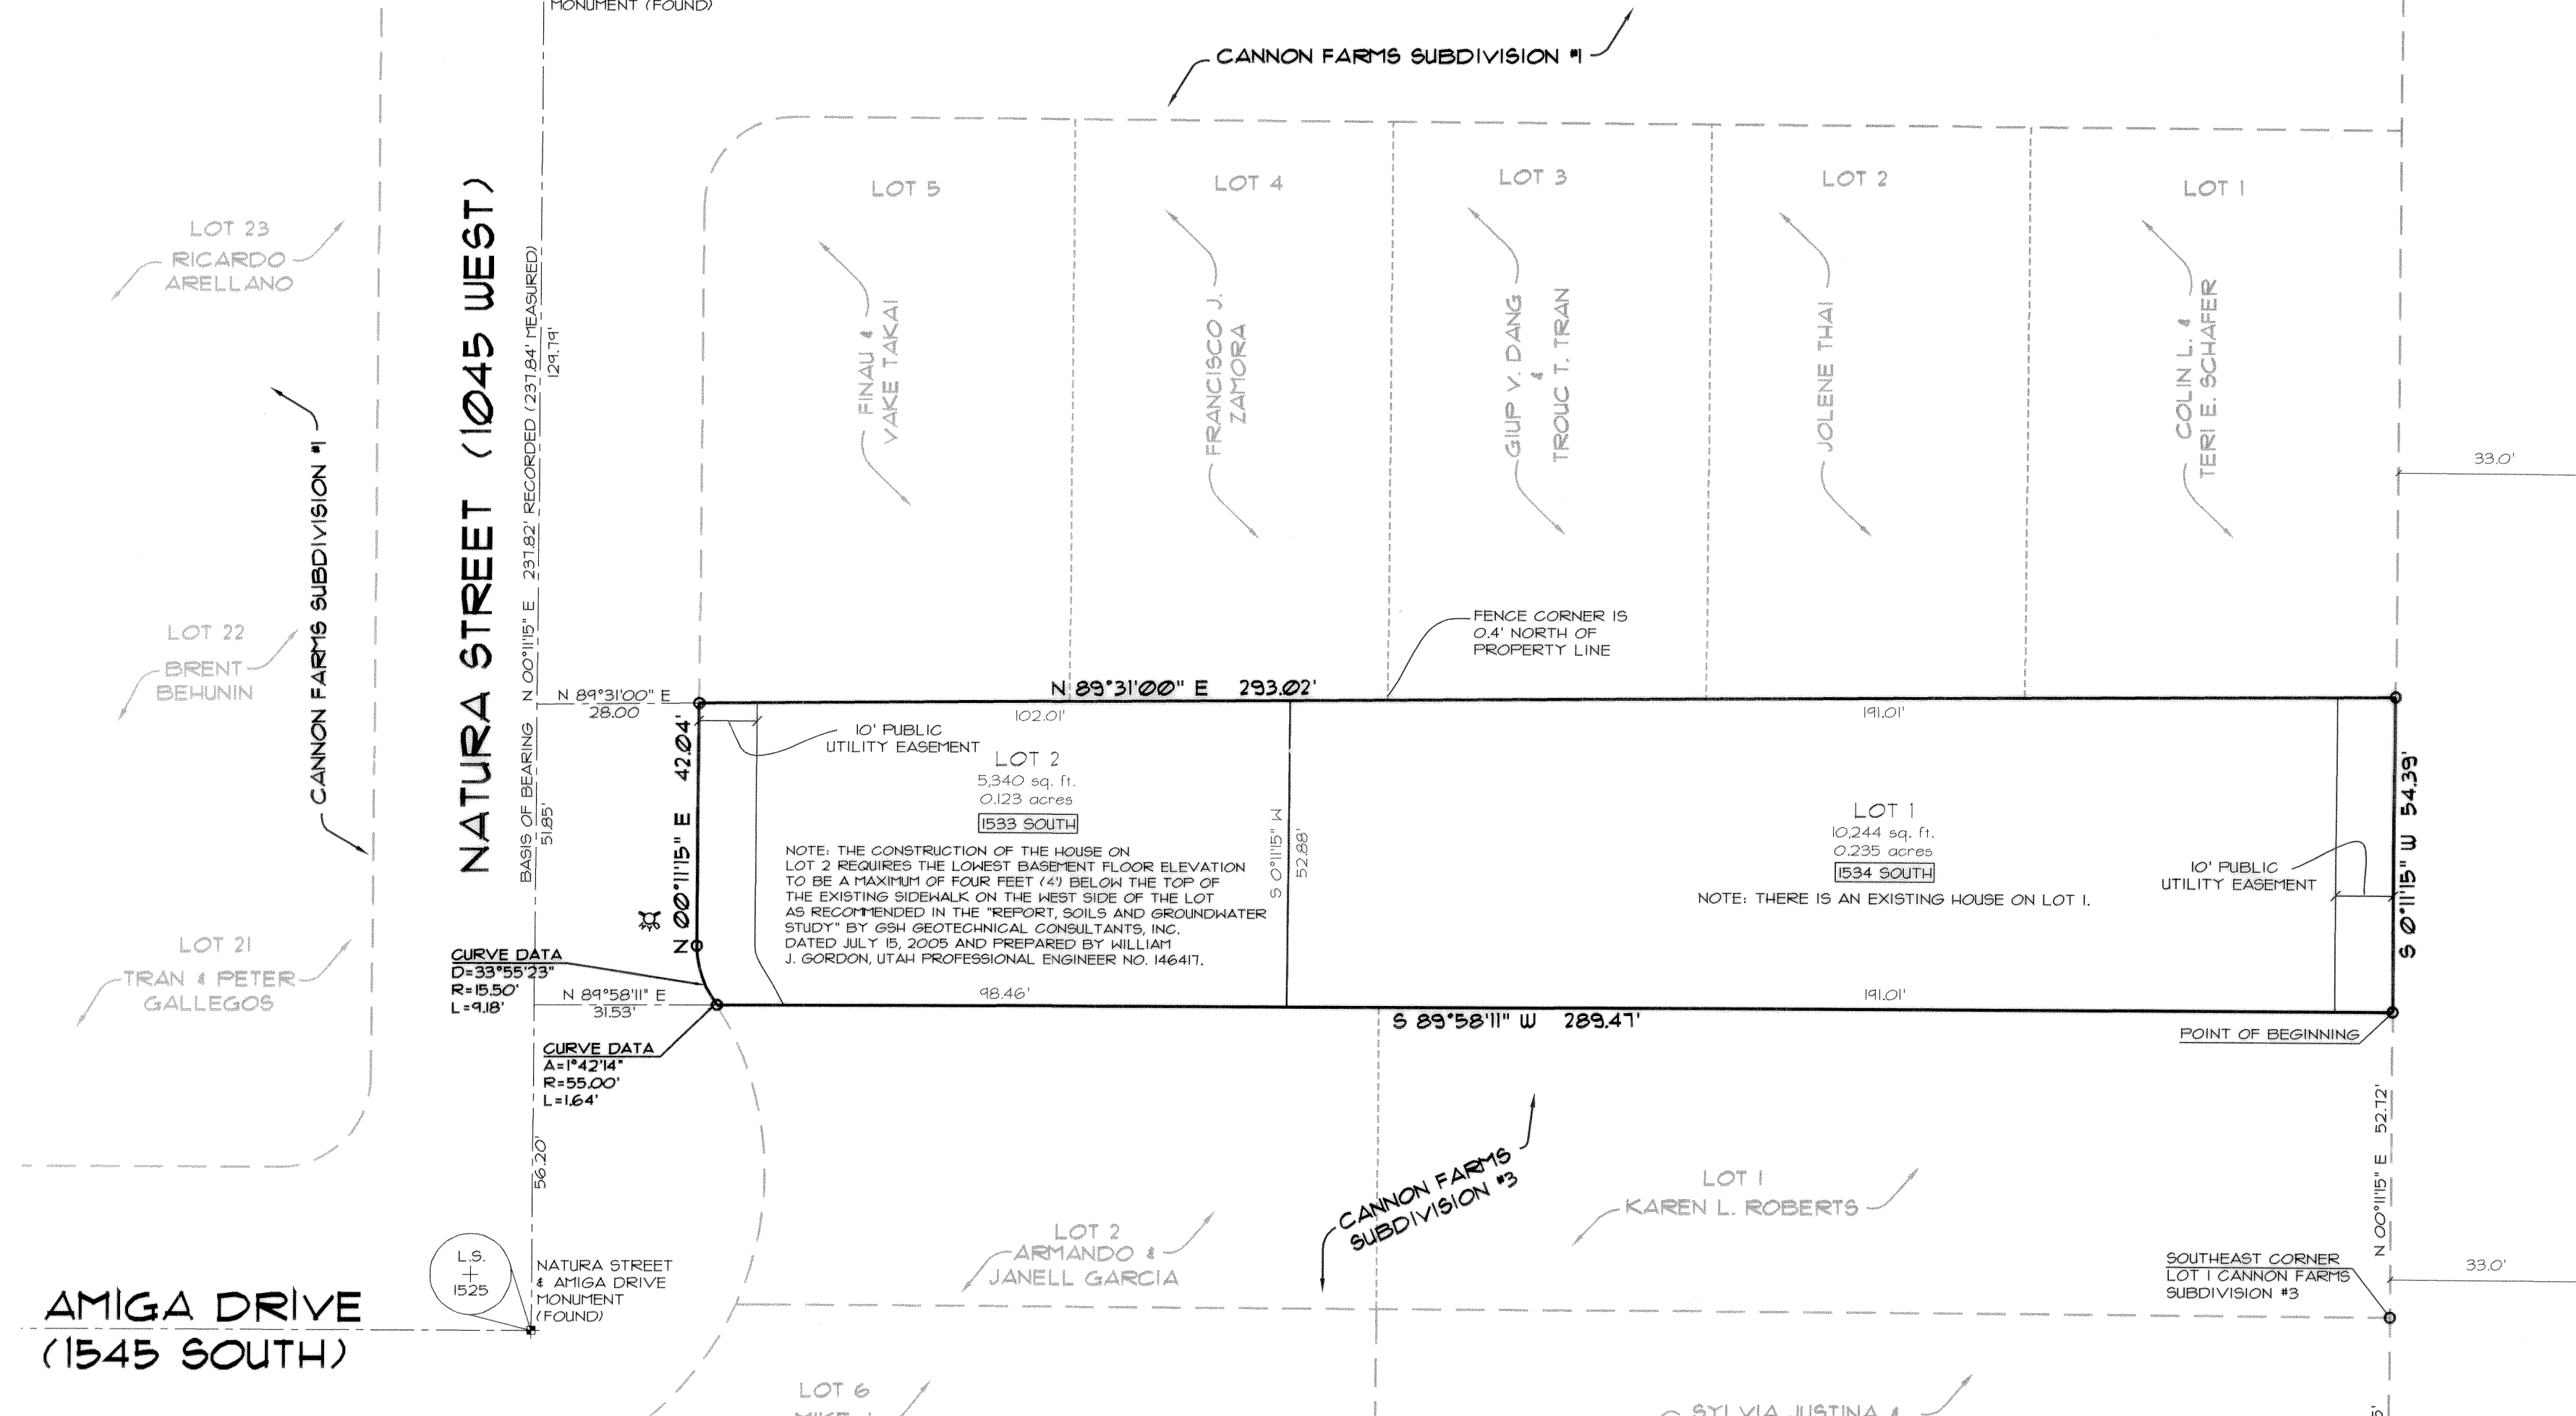 MONUMENT (FOUND)
CANNON FARMS SUBDIVISION #1
LOT 5
LOT 4
LOT 3
LOT 2
LOT 1
LOT 23
RICARDO
ARELLANO
FINAU &
VAKE TAKAI
FRANCISCO J.
ZAMORA
GIUP V. DANG
&
TROUC T. TRAN
JOLENE THAI
COLIN L. &
TERI E. SCHAFER
33.0'
CANNON FARMS SUBDIVISION #1
NATURA STREET (1045 WEST)
BASIS OF BEARING N 00°11'15" E 237.82' RECORDED (237.84' MEASURED)
129.79'
51.85'
56.20'
LOT 22
BRENT
BEHUNIN
LOT 21
TRAN & PETER
GALLEGOS
FENCE CORNER IS
0.4' NORTH OF
PROPERTY LINE
N 89°31'00" E
28.00
N 89°31'00" E 293.02'
102.01'
191.01'
N 00°11'15" E 42.04'
10' PUBLIC
UTILITY EASEMENT
LOT 2
5,340 sq. ft.
0.123 acres
1533 SOUTH
NOTE: THE CONSTRUCTION OF THE HOUSE ON
LOT 2 REQUIRES THE LOWEST BASEMENT FLOOR ELEVATION
TO BE A MAXIMUM OF FOUR FEET (4') BELOW THE TOP OF
THE EXISTING SIDEWALK ON THE WEST SIDE OF THE LOT
AS RECOMMENDED IN THE "REPORT, SOILS AND GROUNDWATER
STUDY" BY GSH GEOTECHNICAL CONSULTANTS, INC.
DATED JULY 15, 2005 AND PREPARED BY WILLIAM
J. GORDON, UTAH PROFESSIONAL ENGINEER NO. 146417.
S 0°11'15" W
52.88'
LOT 1
10,244 sq. ft.
0.235 acres
1534 SOUTH
NOTE: THERE IS AN EXISTING HOUSE ON LOT 1.
10' PUBLIC
UTILITY EASEMENT
S 0°11'15" W 54.39'
CURVE DATA
D=33°55'23"
R=15.50'
L=9.18'
N 89°58'11" E
31.53'
98.46'
191.01'
S 89°58'11" W 289.47'
POINT OF BEGINNING
CURVE DATA
A=1°42'14"
R=55.00'
L=1.64'
N 00°11'15" E 52.72'
CANNON FARMS
SUBDIVISION #3
LOT 1
KAREN L. ROBERTS
LOT 2
ARMANDO &
JANELL GARCIA
L.S.
1525
NATURA STREET
& AMIGA DRIVE
MONUMENT
(FOUND)
SOUTHEAST CORNER
LOT 1 CANNON FARMS
SUBDIVISION #3
33.0'
AMIGA DRIVE
(1545 SOUTH)
LOT 6
SYLVIA JUSTINA &